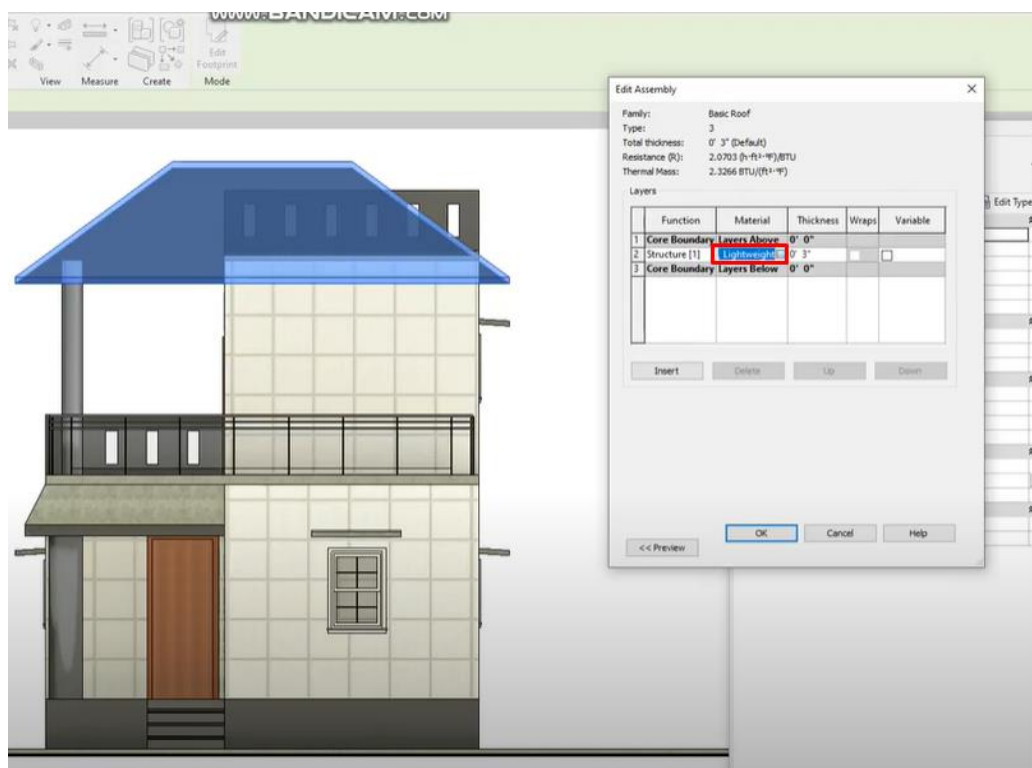 WWW.BANDICAM.COM
Edit
Footprint
View Measure Create Mode
Edit Assembly
Family: Basic Roof
Type: 3
Total thickness: 0' 3" (Default)
Resistance (R): 2.0703 (h·ft²·°F)/BTU
Thermal Mass: 2.3266 BTU/(ft²·°F)
Layers
Function Material Thickness Wraps Variable
1 Core Boundary Layers Above 0' 0"
2 Structure [1] Lightweight 0' 3"
3 Core Boundary Layers Below 0' 0"
Insert Delete Up Down
OK Cancel Help
<< Preview
Edit Type